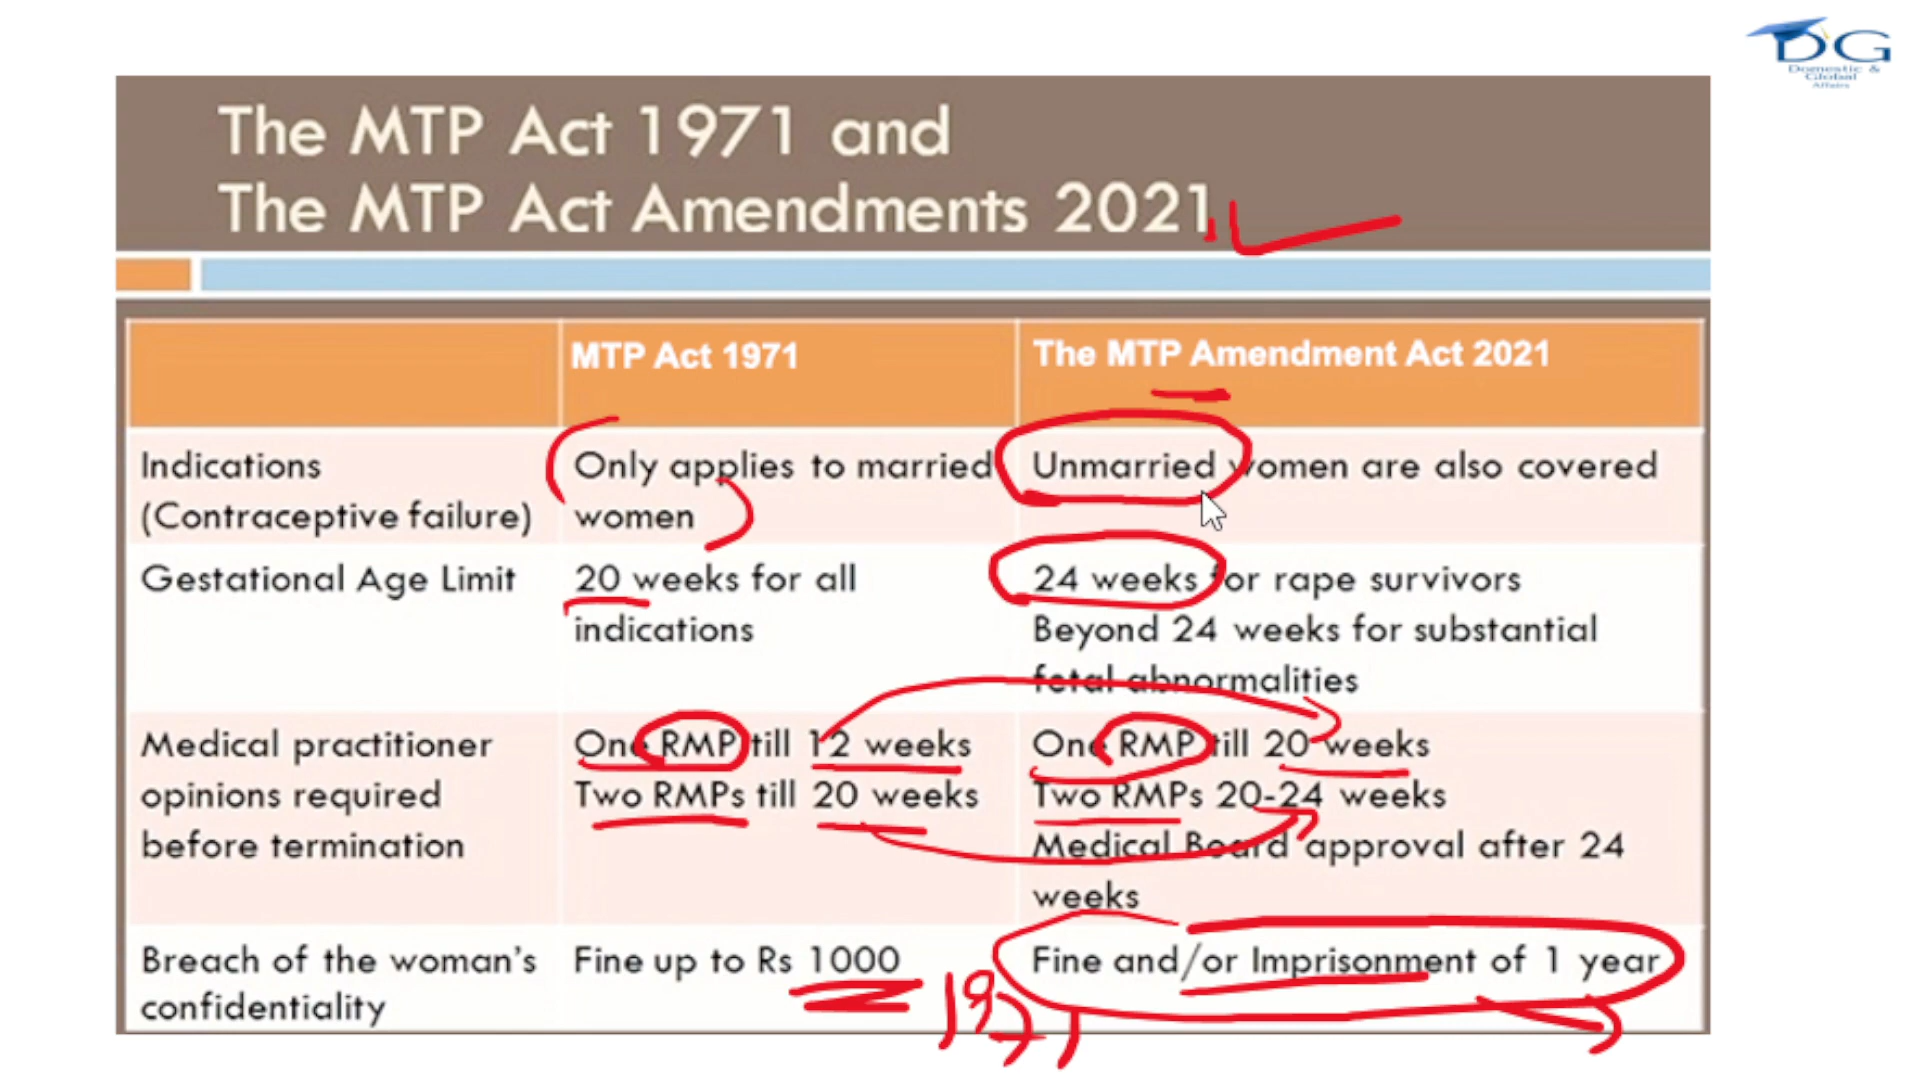 DG
Domestic &
Global
Affairs
The MTP Act 1971 and
The MTP Act Amendments 2021
MTP Act 1971
The MTP Amendment Act 2021
Indications
(Contraceptive failure)
Only applies to married
women
Unmarried women are also covered
Gestational Age Limit
20 weeks for all
indications
24 weeks for rape survivors
Beyond 24 weeks for substantial
fetal abnormalities
Medical practitioner
opinions required
before termination
One RMP till 12 weeks
Two RMPs till 20 weeks
One RMP till 20 weeks
Two RMPs 20-24 weeks
Medical Board approval after 24
weeks
Breach of the woman's
confidentiality
Fine up to Rs 1000
Fine and/or Imprisonment of 1 year
1971